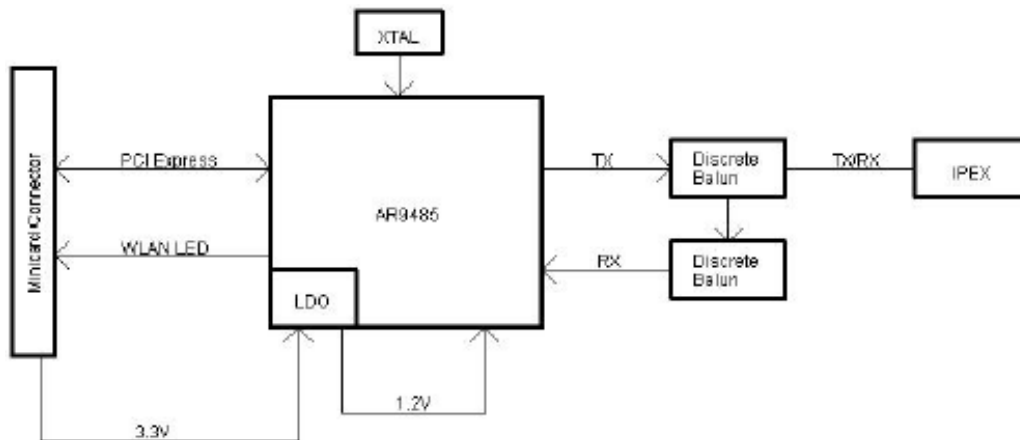 XTAL
Minicard Connector
PCI Express
WLAN LED
AR9485
LDO
TX
RX
Discrete
Balun
Discrete
Balun
Tx/RX
IPEX
1.2V
3.3V